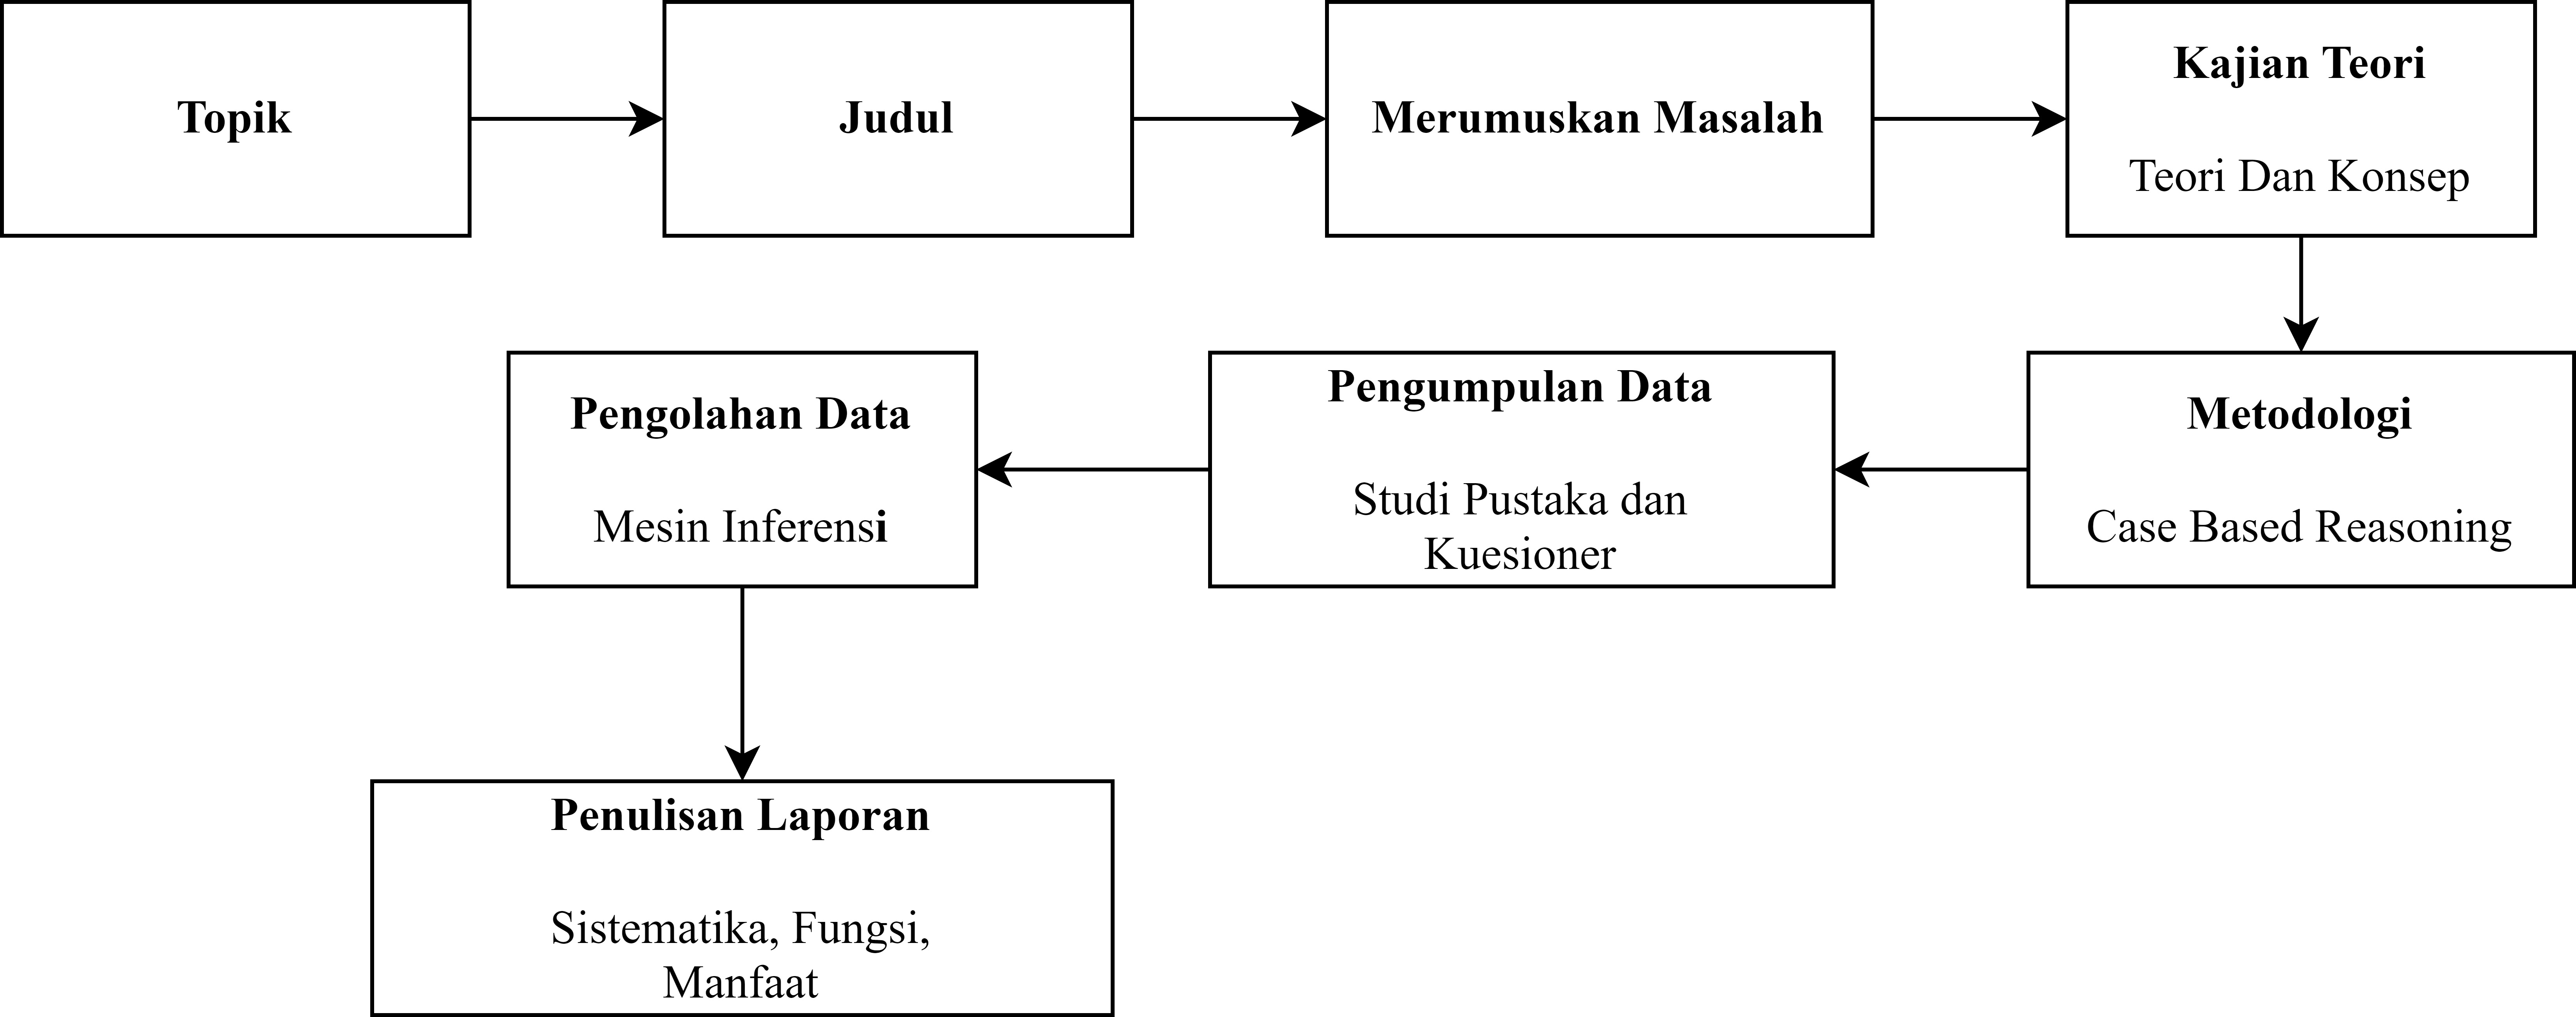 Topik
Judul
Merumuskan Masalah
Kajian Teori
Teori Dan Konsep
Metodologi
Case Based Reasoning
Pengumpulan Data
Studi Pustaka dan
Kuesioner
Pengolahan Data
Mesin Inferensi
Penulisan Laporan
Sistematika, Fungsi,
Manfaat